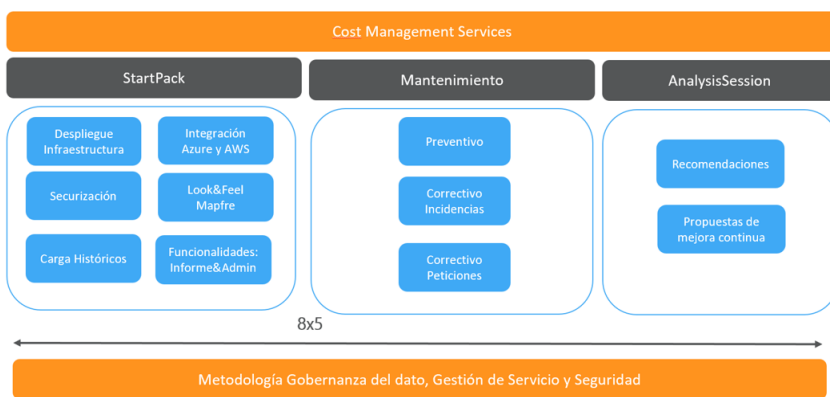 Cost Management Services
StartPack
Mantenimiento
AnalysisSession
Despliegue
Infraestructura
Integración
Azure y AWS
Securización
Look&Feel
Mapfre
Carga Históricos
Funcionalidades:
Informe&Admin
Preventivo
Correctivo
Incidencias
Correctivo
Peticiones
Recomendaciones
Propuestas de
mejora continua
8x5
Metodología Gobernanza del dato, Gestión de Servicio y Seguridad